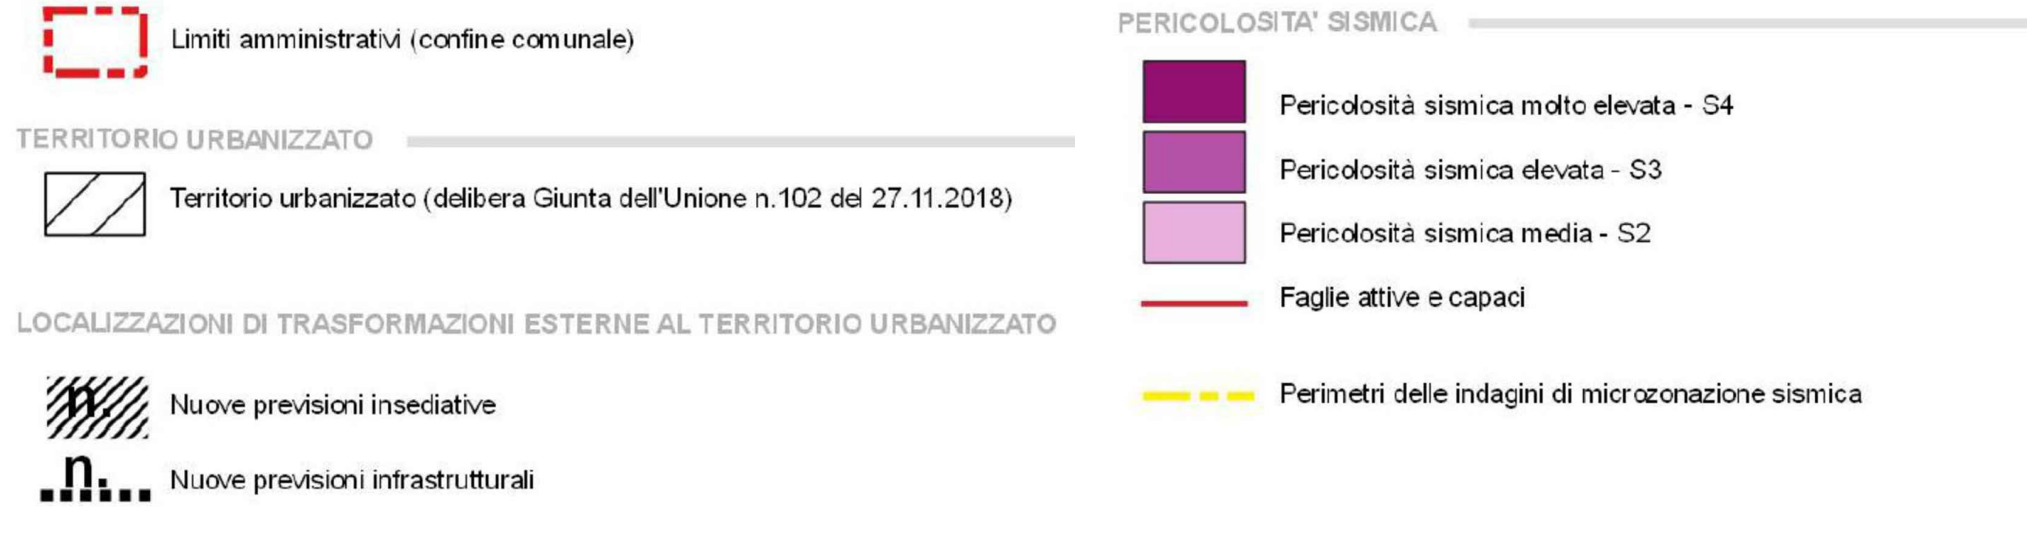 Limiti amministrativi (confine comunale)
TERRITORIO URBANIZZATO
Territorio urbanizzato (delibera Giunta dell'Unione n.102 del 27.11.2018)
LOCALIZZAZIONI DI TRASFORMAZIONI ESTERNE AL TERRITORIO URBANIZZATO
n.
Nuove previsioni insediative
n.
Nuove previsioni infrastrutturali
PERICOLOSITA' SISMICA
Pericolosità sismica molto elevata - S4
Pericolosità sismica elevata - S3
Pericolosità sismica media - S2
Faglie attive e capaci
Perimetri delle indagini di microzonazione sismica